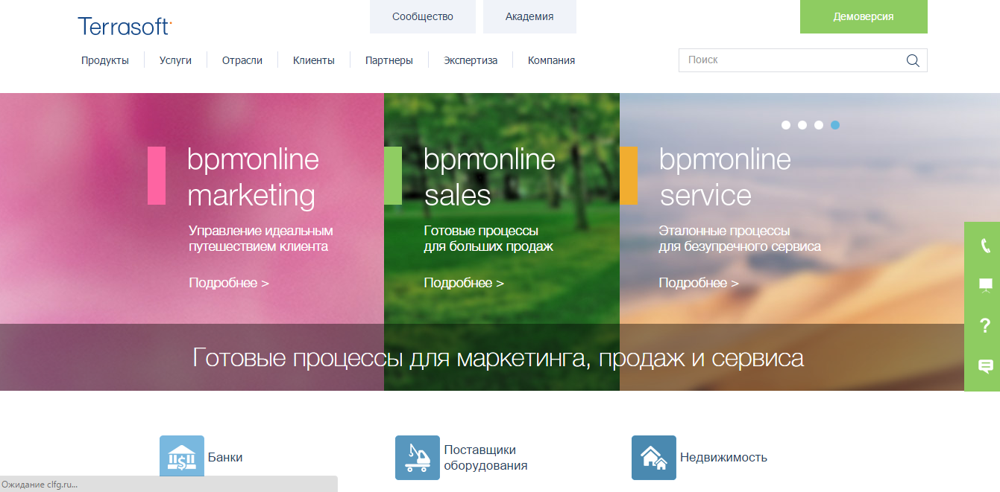 Terrasoft
Сообщество
Академия
Демоверсия
Продукты
Услуги
Отрасли
Клиенты
Партнеры
Экспертиза
Компания
Поиск
bpm'online
marketing
Управление идеальным
путешествием клиента
Подробнее >
bpm'online
sales
Готовые процессы
для больших продаж
Подробнее >
bpm'online
service
Эталонные процессы
для безупречного сервиса
Подробнее >
Готовые процессы для маркетинга, продаж и сервиса
Банки
Поставщики
оборудования
Недвижимость
Ожидание clfg.ru...